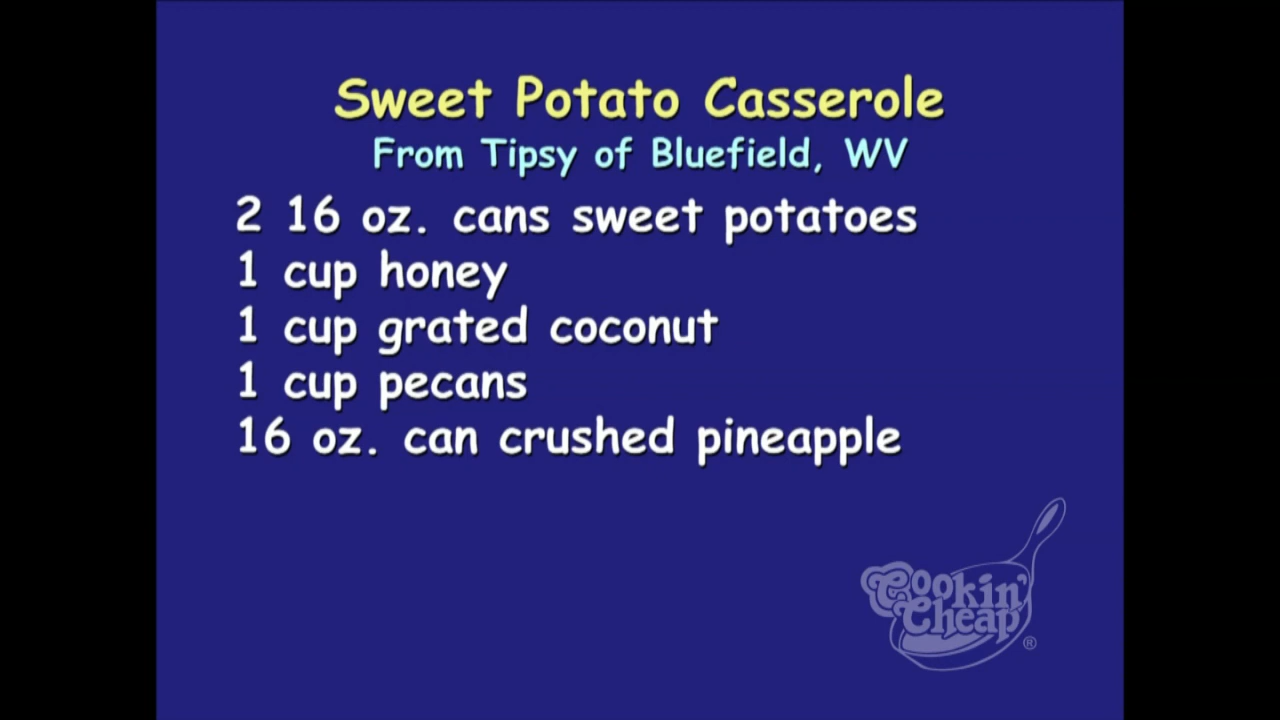 Sweet Potato Casserole
From Tipsy of Bluefield, WV
2 16 oz. cans sweet potatoes
1 cup honey
1 cup grated coconut
1 cup pecans
16 oz. can crushed pineapple
Cookin'
Cheap
®